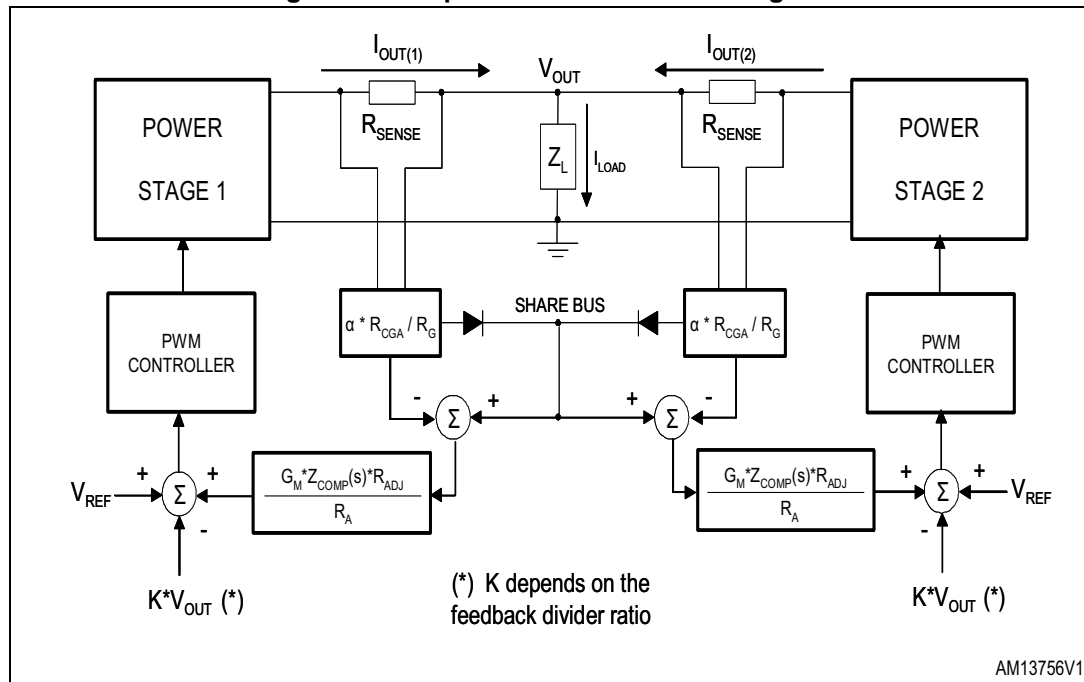 I_OUT(1)
I_OUT(2)
V_OUT
POWER
STAGE 1
R_SENSE
Z_L
I_LOAD
R_SENSE
POWER
STAGE 2
PWM
CONTROLLER
α * R_CGA / R_G
SHARE BUS
α * R_CGA / R_G
PWM
CONTROLLER
-
Σ
+
+
Σ
-
+
Σ
+
V_REF
-
G_M*Z_COMP(s)*R_ADJ
R_A
G_M*Z_COMP(s)*R_ADJ
R_A
+
Σ
+
V_REF
-
K*V_OUT (*)
(*) K depends on the
feedback divider ratio
K*V_OUT (*)
AM13756V1